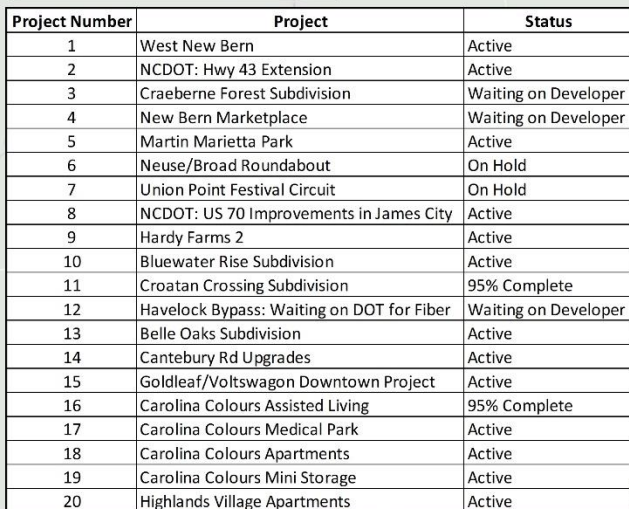 Project Number Project Status
1 West New Bern Active
2 NCDOT: Hwy 43 Extension Active
3 Craeberne Forest Subdivision Waiting on Developer
4 New Bern Marketplace Waiting on Developer
5 Martin Marietta Park Active
6 Neuse/Broad Roundabout On Hold
7 Union Point Festival Circuit On Hold
8 NCDOT: US 70 Improvements in James City Active
9 Hardy Farms 2 Active
10 Bluewater Rise Subdivision Active
11 Croatan Crossing Subdivision 95% Complete
12 Havelock Bypass: Waiting on DOT for Fiber Waiting on Developer
13 Belle Oaks Subdivision Active
14 Cantebury Rd Upgrades Active
15 Goldleaf/Voltswagon Downtown Project Active
16 Carolina Colours Assisted Living 95% Complete
17 Carolina Colours Medical Park Active
18 Carolina Colours Apartments Active
19 Carolina Colours Mini Storage Active
20 Highlands Village Apartments Active